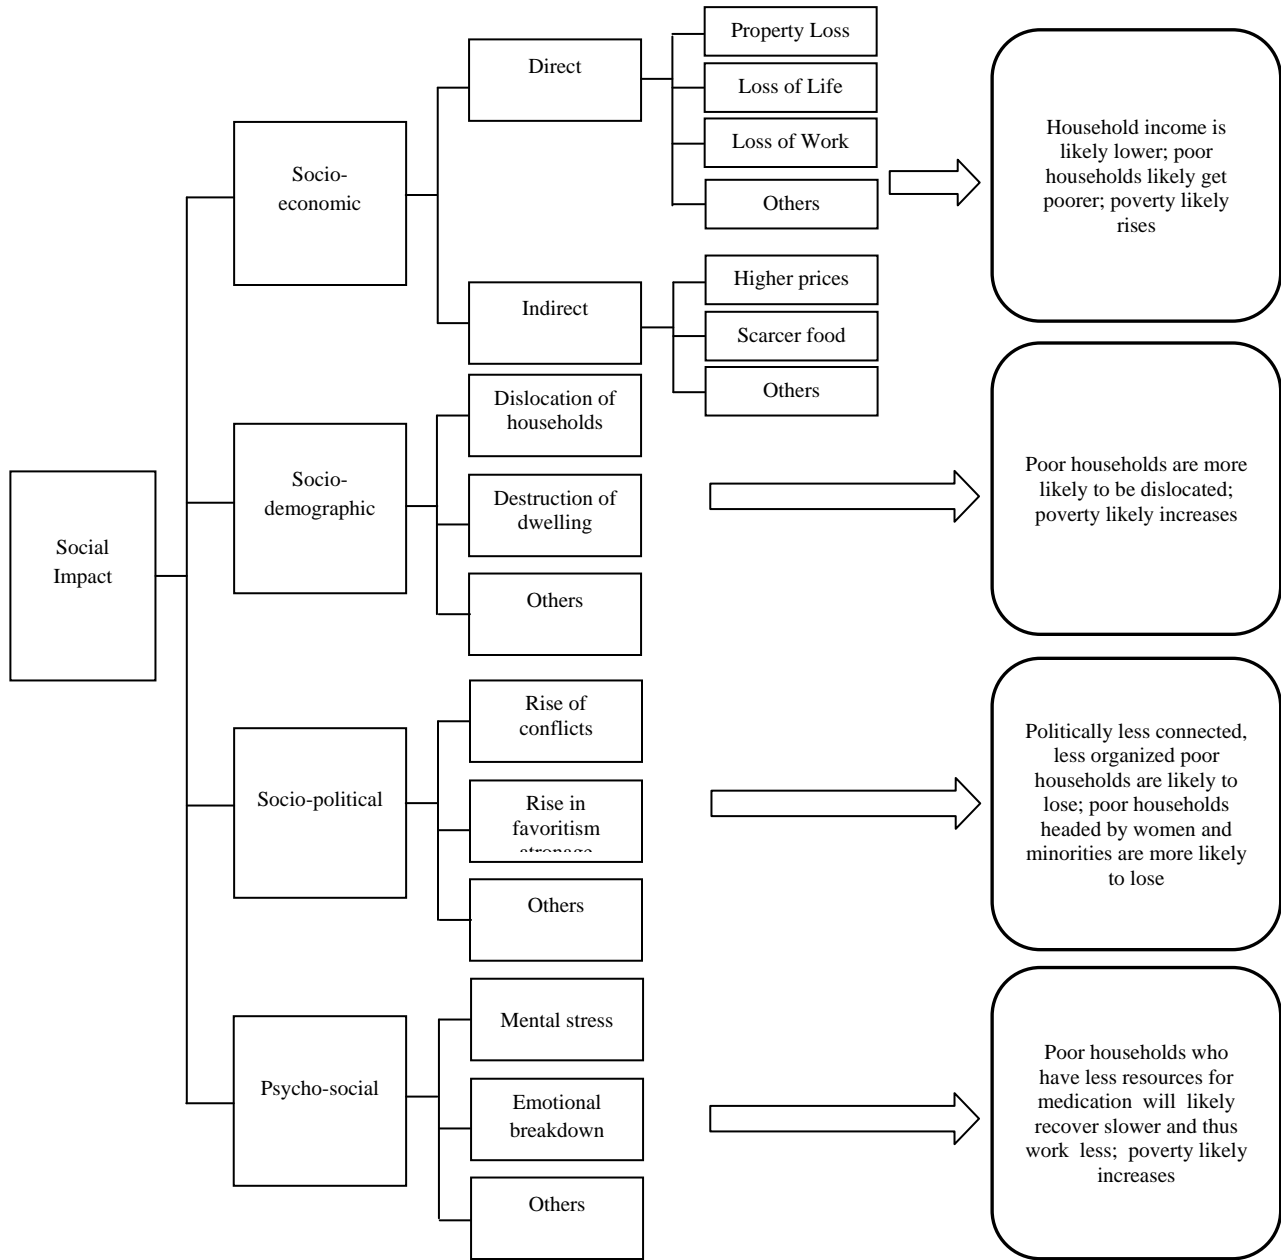 Social
Impact
Socio-
economic
Direct
Property Loss
Loss of Life
Loss of Work
Others
Indirect
Higher prices
Scarcer food
Others
Household income is
likely lower; poor
households likely get
poorer; poverty likely
rises
Socio-
demographic
Dislocation of
households
Destruction of
dwelling
Others
Poor households are more
likely to be dislocated;
poverty likely increases
Socio-political
Rise of
conflicts
Rise in
favoritism
Others
Politically less connected,
less organized poor
households are likely to
lose; poor households
headed by women and
minorities are more likely
to lose
Psycho-social
Mental stress
Emotional
breakdown
Others
Poor households who
have less resources for
medication will likely
recover slower and thus
work less; poverty likely
increases